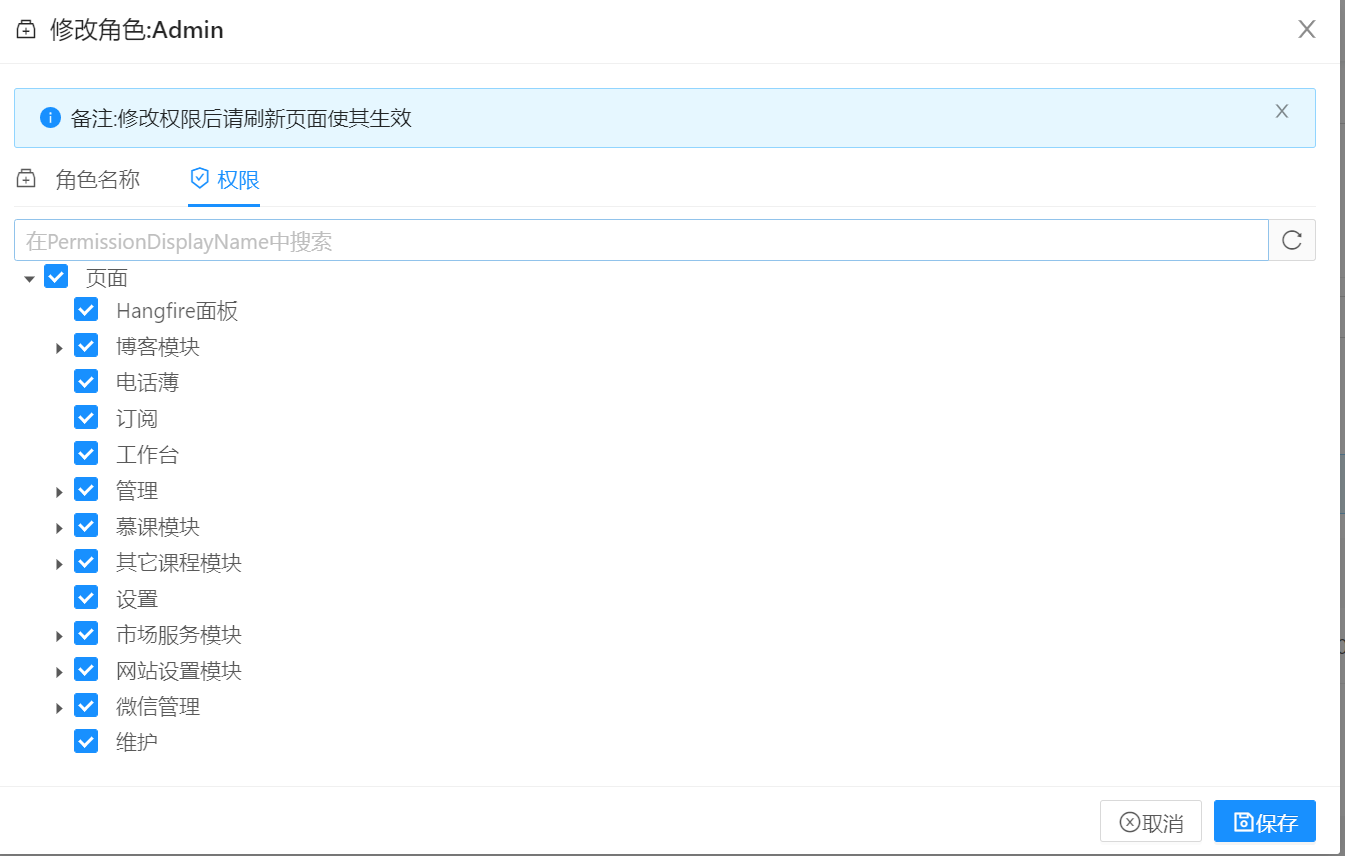 修改角色:Admin
备注:修改权限后请刷新页面使其生效
角色名称 权限
在PermissionDisplayName中搜索
页面
Hangfire面板
博客模块
电话薄
订阅
工作台
管理
慕课模块
其它课程模块
设置
市场服务模块
网站设置模块
微信管理
维护
取消 保存